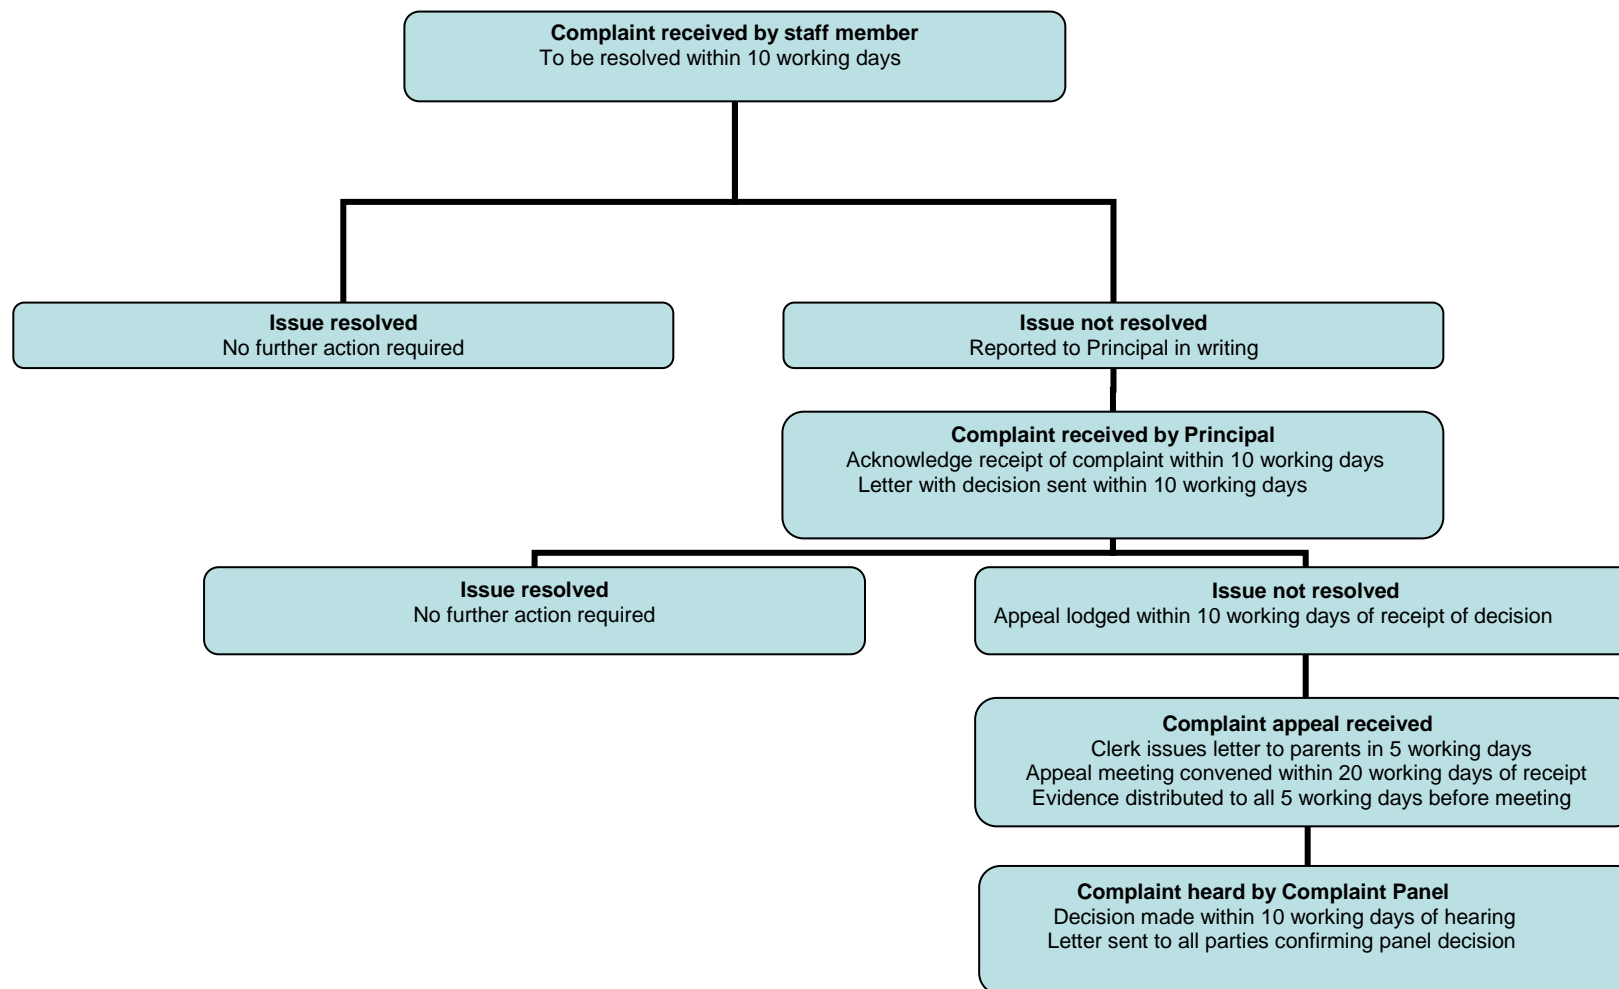 Complaint received by staff member
To be resolved within 10 working days
Issue resolved
No further action required
Issue not resolved
Reported to Principal in writing
Complaint received by Principal
Acknowledge receipt of complaint within 10 working days
Letter with decision sent within 10 working days
Issue resolved
No further action required
Issue not resolved
Appeal lodged within 10 working days of receipt of decision
Complaint appeal received
Clerk issues letter to parents in 5 working days
Appeal meeting convened within 20 working days of receipt
Evidence distributed to all 5 working days before meeting
Complaint heard by Complaint Panel
Decision made within 10 working days of hearing
Letter sent to all parties confirming panel decision